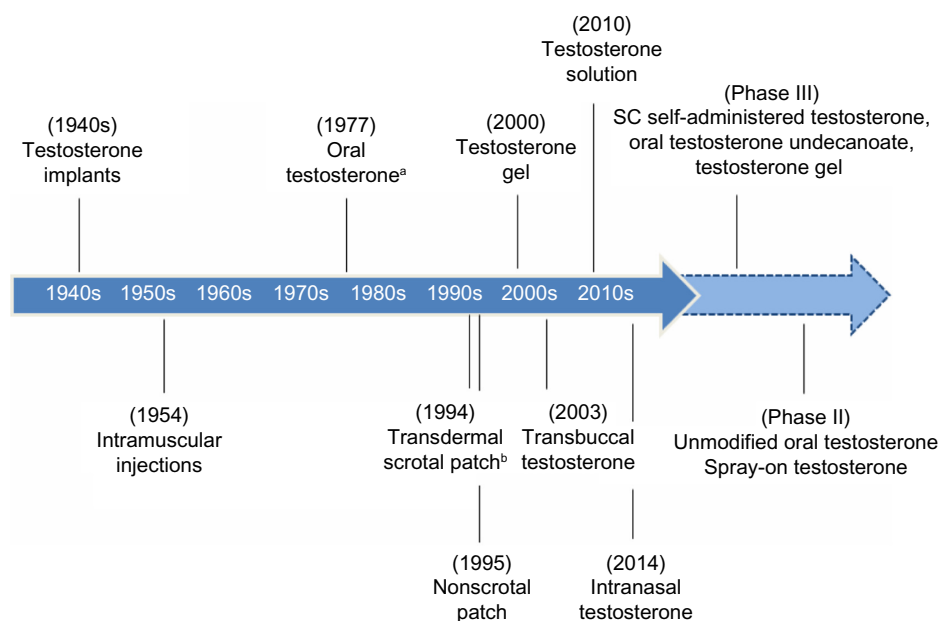 (2010)
Testosterone
solution
(Phase III)
SC self-administered testosterone,
oral testosterone undecanoate,
testosterone gel
(1940s)
Testosterone
implants
(1977)
Oral
testosteroneᵃ
(2000)
Testosterone
gel
1940s 1950s 1960s 1970s 1980s 1990s 2000s 2010s
(1954)
Intramuscular
injections
(1994)
Transdermal
scrotal patchᵇ
(2003)
Transbuccal
testosterone
(Phase II)
Unmodified oral testosterone
Spray-on testosterone
(1995)
Nonscrotal
patch
(2014)
Intranasal
testosterone